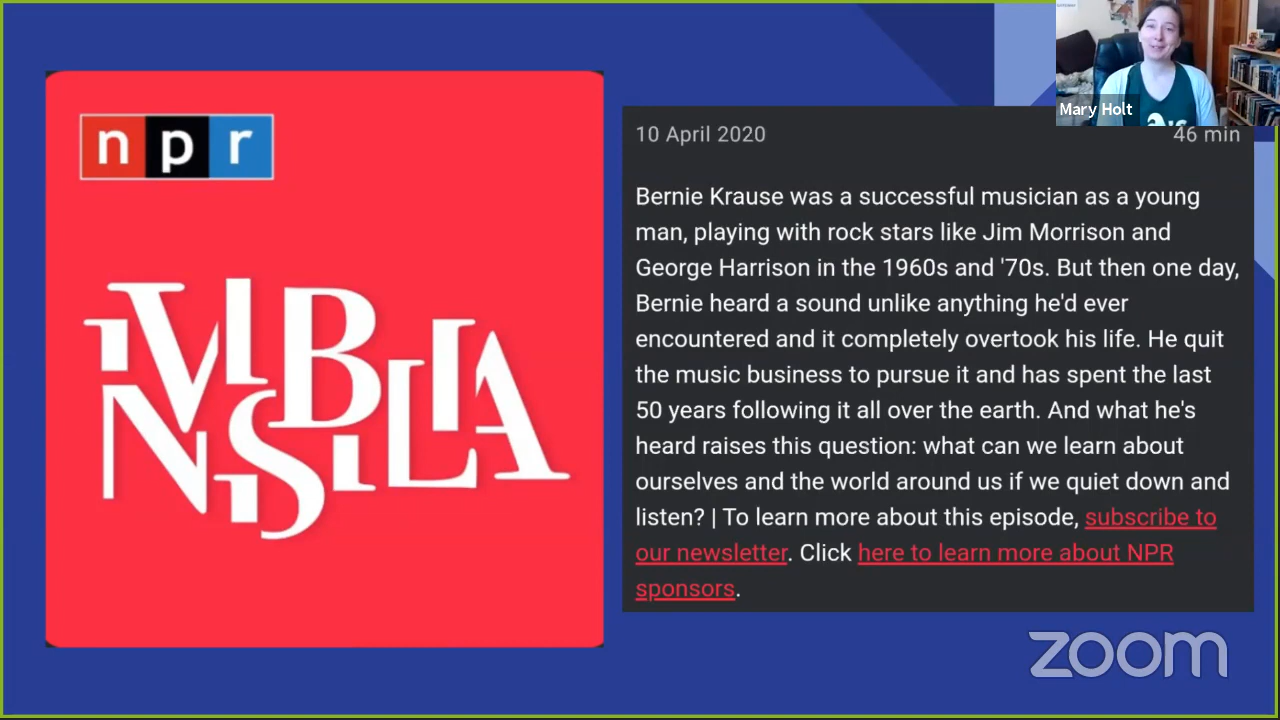 npr
INVISIBILIA
10 April 2020
46 min
Bernie Krause was a successful musician as a young
man, playing with rock stars like Jim Morrison and
George Harrison in the 1960s and '70s. But then one day,
Bernie heard a sound unlike anything he'd ever
encountered and it completely overtook his life. He quit
the music business to pursue it and has spent the last
50 years following it all over the earth. And what he's
heard raises this question: what can we learn about
ourselves and the world around us if we quiet down and
listen? | To learn more about this episode, subscribe to
our newsletter. Click here to learn more about NPR
sponsors.
Mary Holt
zoom